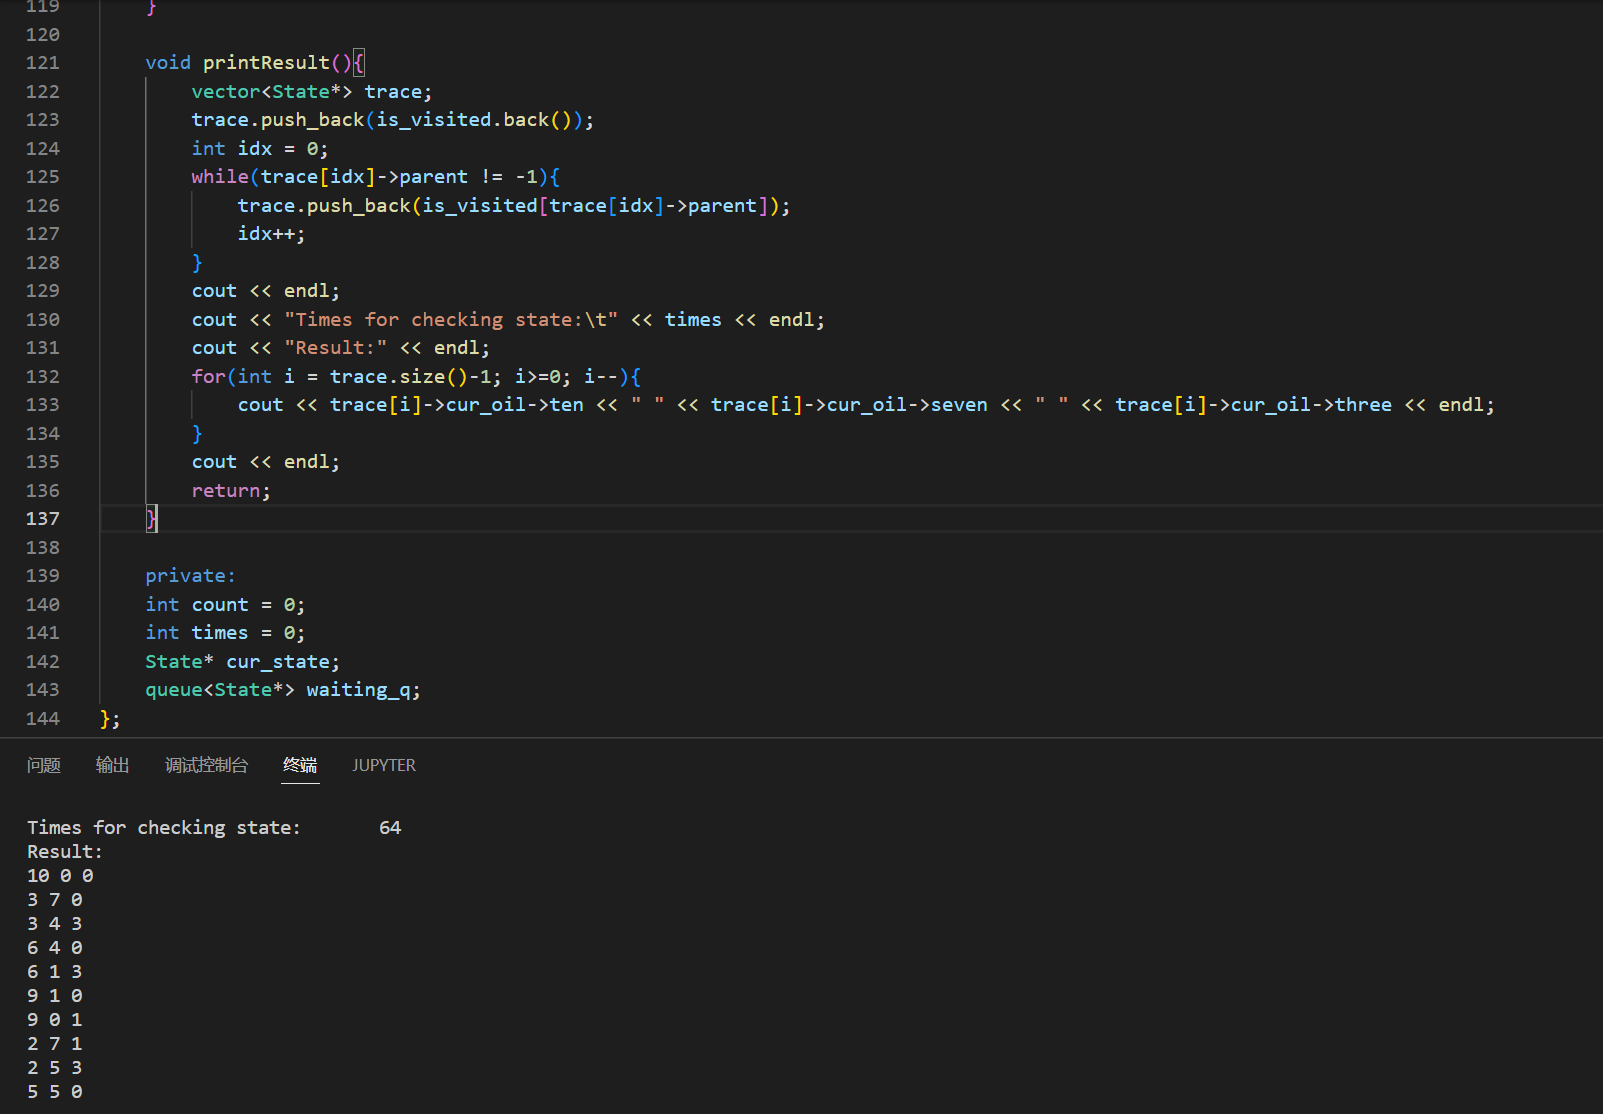 119 }
120
121 void printResult(){
122 vector<State*> trace;
123 trace.push_back(is_visited.back());
124 int idx = 0;
125 while(trace[idx]->parent != -1){
126 trace.push_back(is_visited[trace[idx]->parent]);
127 idx++;
128 }
129 cout << endl;
130 cout << "Times for checking state:\t" << times << endl;
131 cout << "Result:" << endl;
132 for(int i = trace.size()-1; i>=0; i--){
133 cout << trace[i]->cur_oil->ten << " " << trace[i]->cur_oil->seven << " " << trace[i]->cur_oil->three << endl;
134 }
135 cout << endl;
136 return;
137 }
138
139 private:
140 int count = 0;
141 int times = 0;
142 State* cur_state;
143 queue<State*> waiting_q;
144 };
问题 输出 调试控制台 终端 JUPYTER
Times for checking state: 64
Result:
10 0 0
3 7 0
3 4 3
6 4 0
6 1 3
9 1 0
9 0 1
2 7 1
2 5 3
5 5 0